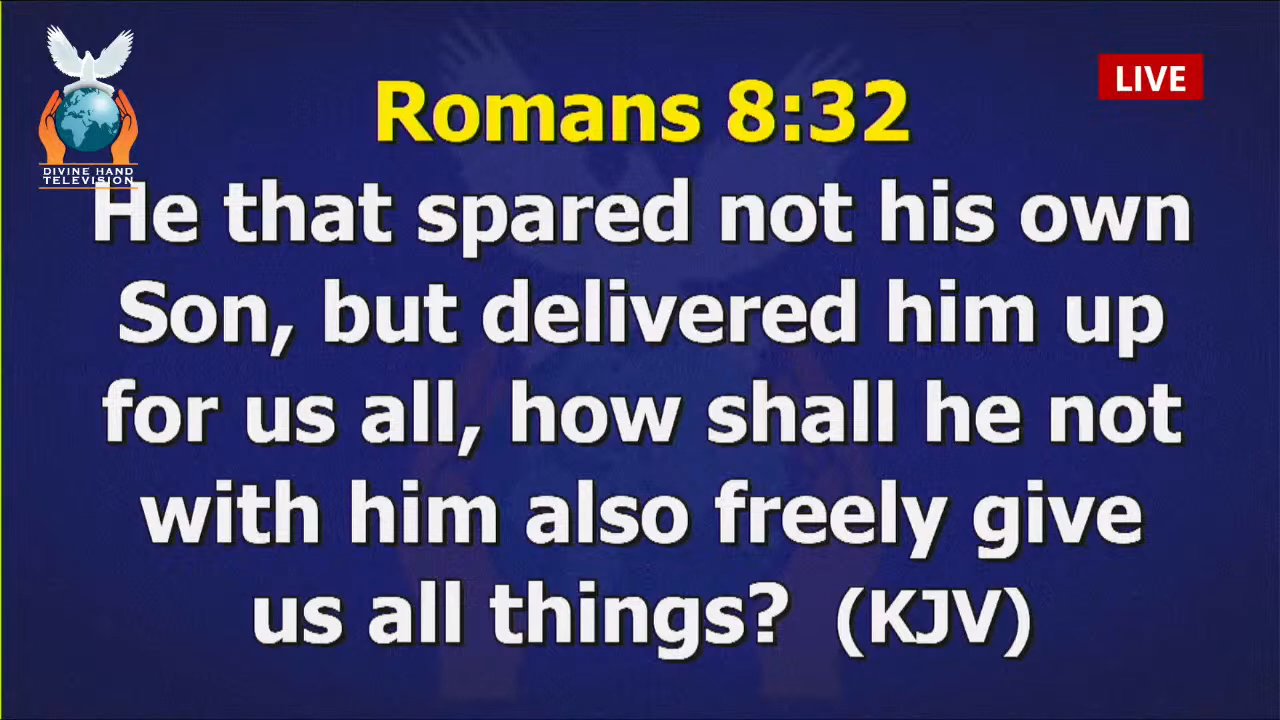 LIVE
DIVINE HAND
TELEVISION
Romans 8:32
He that spared not his own
Son, but delivered him up
for us all, how shall he not
with him also freely give
us all things? (KJV)